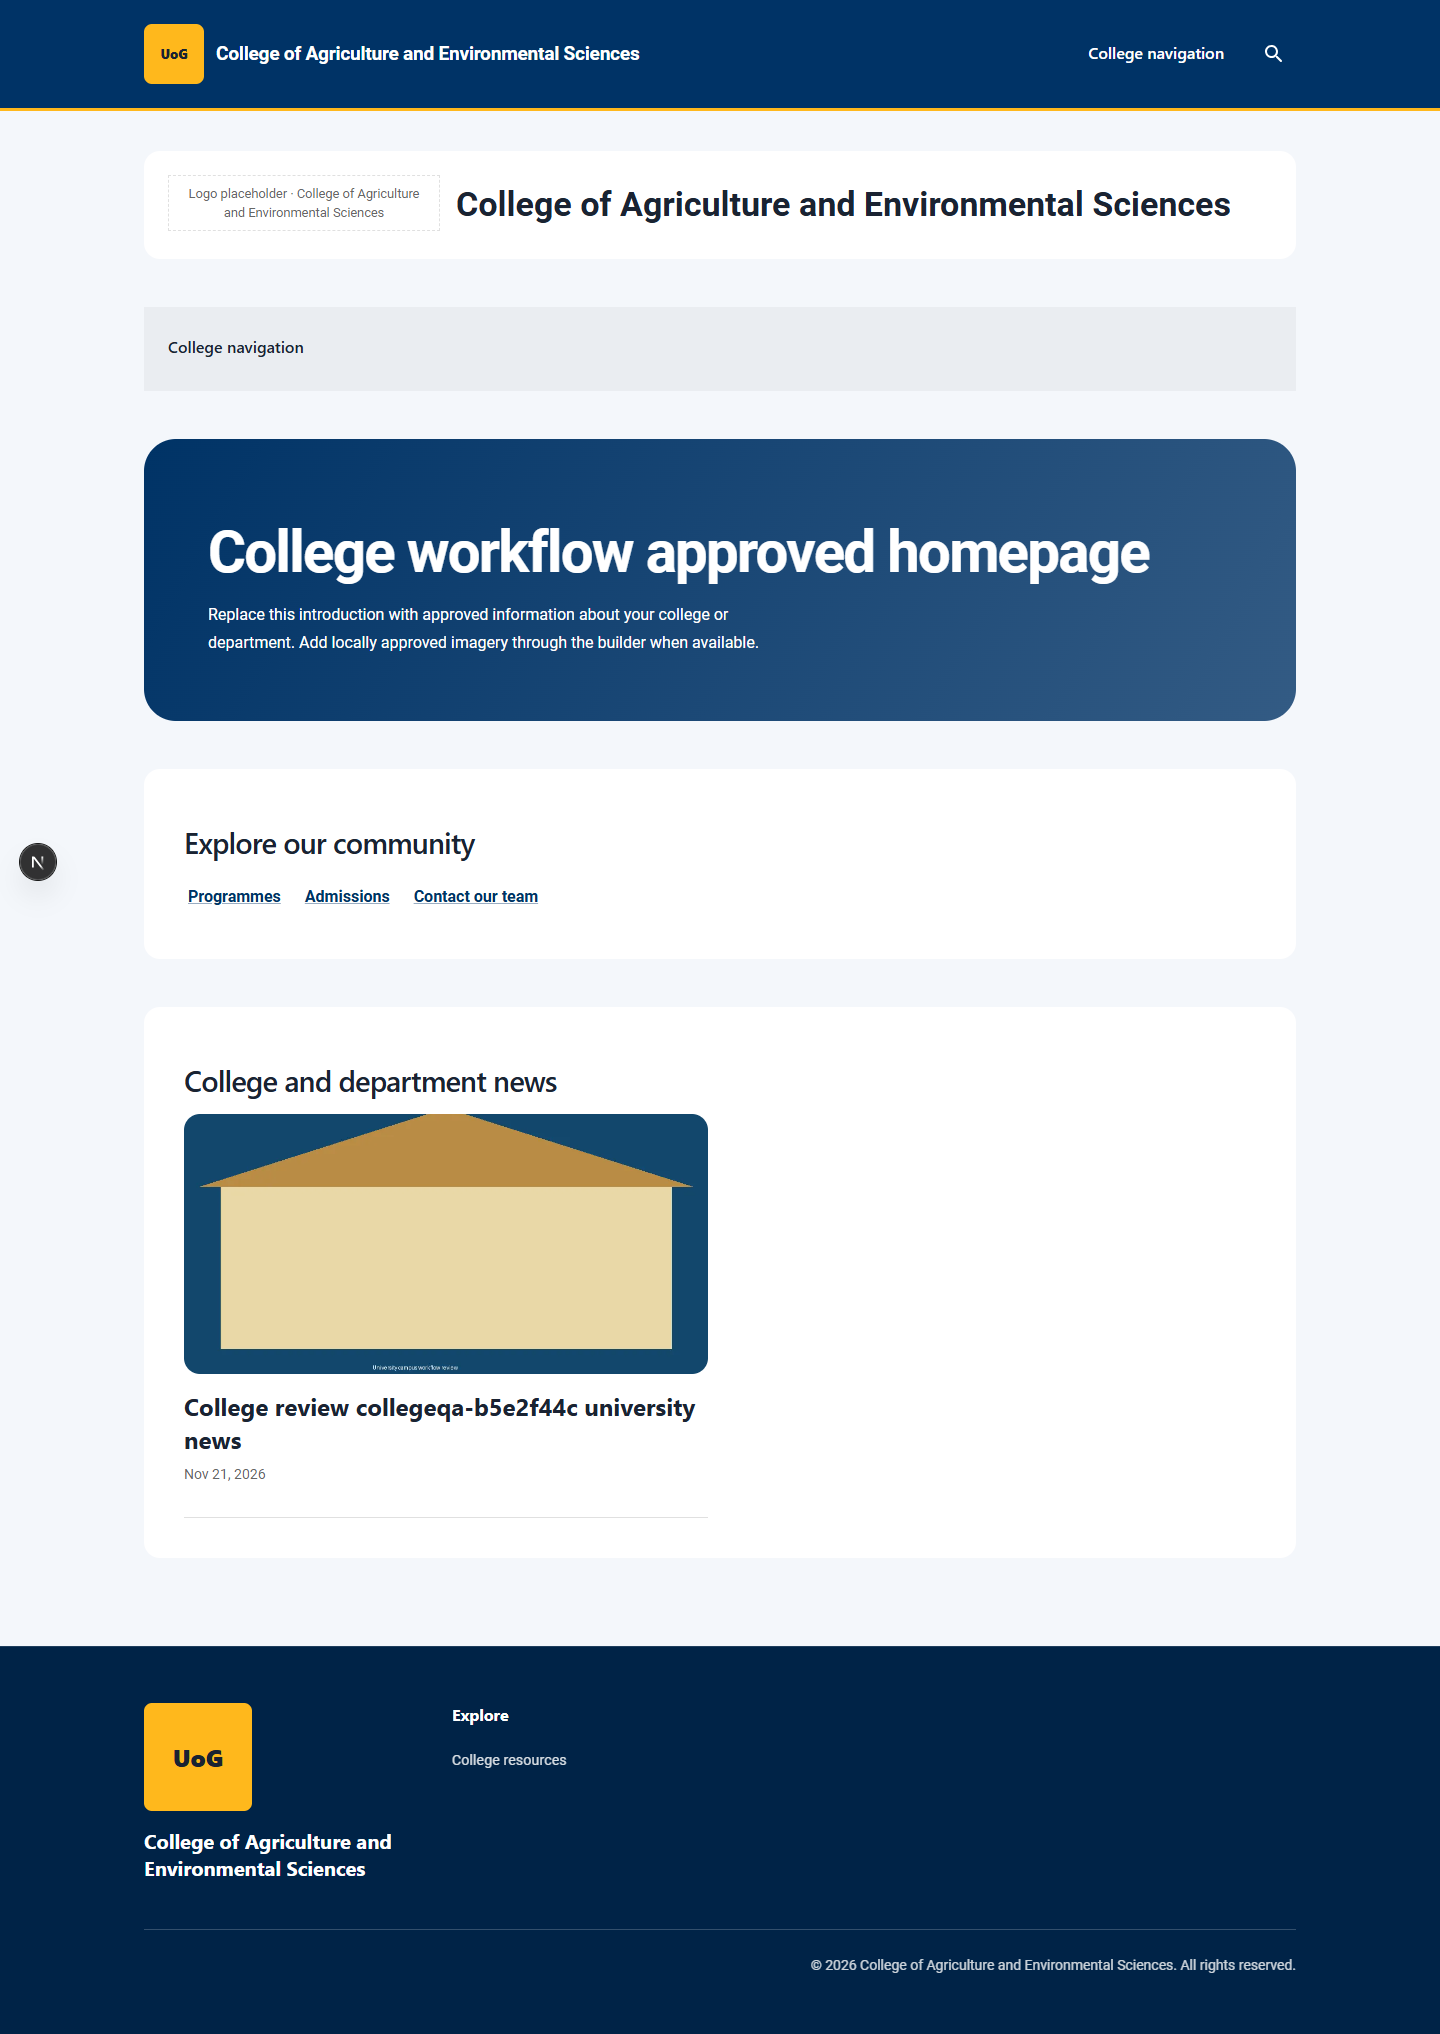 UoG
College of Agriculture and Environmental Sciences
College navigation
Logo placeholder · College of Agriculture
and Environmental Sciences
College of Agriculture and Environmental Sciences
College navigation
College workflow approved homepage
Replace this introduction with approved information about your college or
department. Add locally approved imagery through the builder when available.
N
Explore our community
Programmes
Admissions
Contact our team
College and department news
University campus workflow review
College review collegeqa-b5e2f44c university
news
Nov 21, 2026
UoG
College of Agriculture and
Environmental Sciences
Explore
College resources
© 2026 College of Agriculture and Environmental Sciences. All rights reserved.